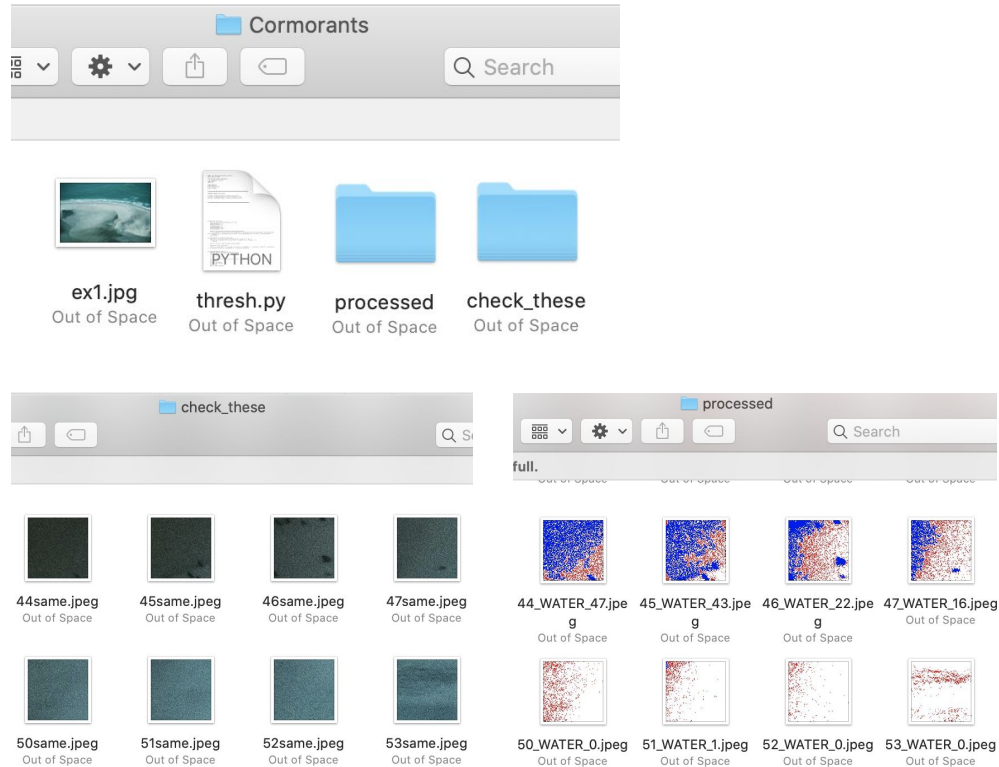 Cormorants
Search
PYTHON
ex1.jpg thresh.py processed check_these
Out of Space Out of Space Out of Space Out of Space
check_these
44same.jpeg 45same.jpeg 46same.jpeg 47same.jpeg
Out of Space Out of Space Out of Space Out of Space
50same.jpeg 51same.jpeg 52same.jpeg 53same.jpeg
Out of Space Out of Space Out of Space Out of Space
processed
Search
full.
44_WATER_47.jpe 45_WATER_43.jpe 46_WATER_22.jpe 47_WATER_16.jpeg
g g g Out of Space
Out of Space Out of Space Out of Space
50_WATER_0.jpeg 51_WATER_1.jpeg 52_WATER_0.jpeg 53_WATER_0.jpeg
Out of Space Out of Space Out of Space Out of Space